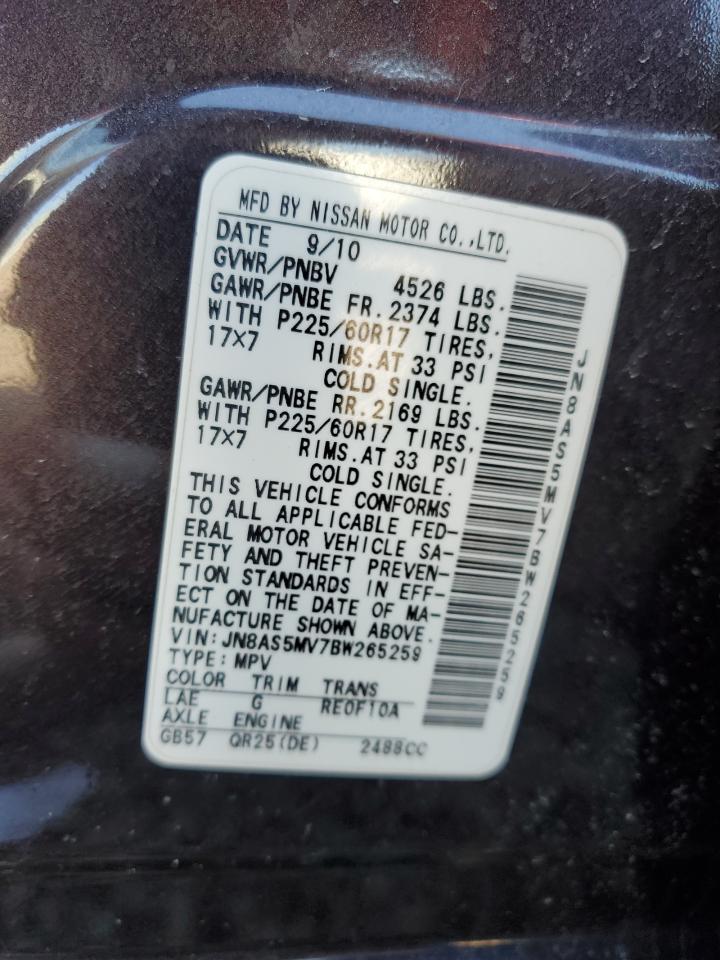 MFD BY NISSAN MOTOR CO.,LTD.
DATE 9/10
GVWR/PNBV 4526 LBS.
GAWR/PNBE FR. 2374 LBS.
WITH P225/60R17 TIRES,
17X7 RIMS.AT 33 PSI
COLD SINGLE.
GAWR/PNBE RR. 2169 LBS.
WITH P225/60R17 TIRES,
17X7 RIMS.AT 33 PSI
COLD SINGLE.
THIS VEHICLE CONFORMS
TO ALL APPLICABLE FED-
ERAL MOTOR VEHICLE SA-
FETY AND THEFT PREVEN-
TION STANDARDS IN EFF-
ECT ON THE DATE OF MA-
NUFACTURE SHOWN ABOVE.
VIN: JN8AS5MV7BW265259
TYPE: MPV
COLOR TRIM TRANS
LAE G RE0F10A
AXLE ENGINE
GB57 QR25(DE) 2488CC
JN8AS5MV7BW265259